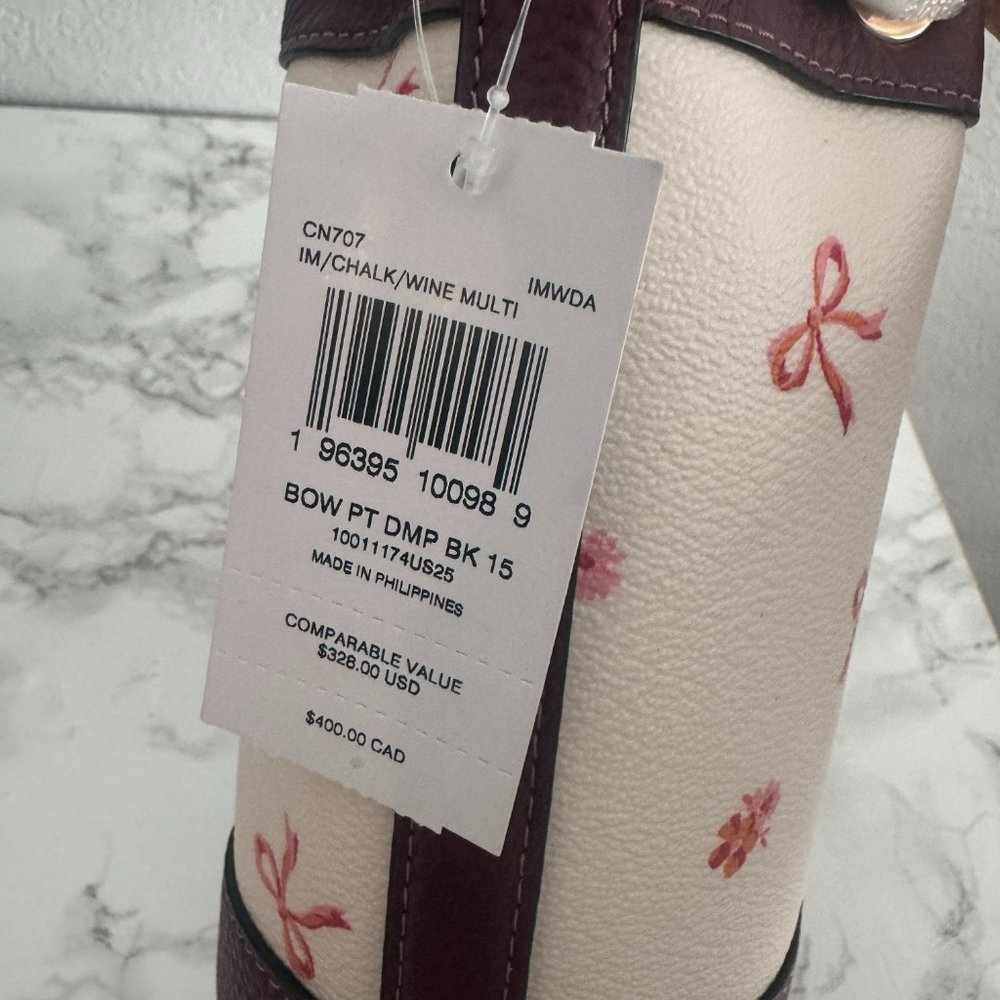 CN707
IM/CHALK/WINE MULTI IMWDA
1 96395 10098 9
BOW PT DMP BK 15
10011174US25
MADE IN PHILIPPINES
COMPARABLE VALUE
$328.00 USD
$400.00 CAD